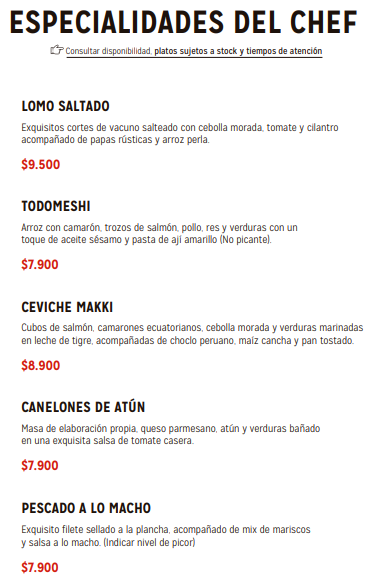 ESPECIALIDADES DEL CHEF
Consultar disponibilidad, platos sujetos a stock y tiempos de atención
LOMO SALTADO
Exquisitos cortes de vacuno salteado con cebolla morada, tomate y cilantro
acompañado de papas rústicas y arroz perla.
$9.500
TODOMESHI
Arroz con camarón, trozos de salmón, pollo, res y verduras con un
toque de aceite sésamo y pasta de ají amarillo (No picante).
$7.900
CEVICHE MAKKI
Cubos de salmón, camarones ecuatorianos, cebolla morada y verduras marinadas
en leche de tigre, acompañadas de choclo peruano, maíz cancha y pan tostado.
$8.900
CANELONES DE ATÚN
Masa de elaboración propia, queso parmesano, atún y verduras bañado
en una exquisita salsa de tomate casera.
$7.900
PESCADO A LO MACHO
Exquisito filete sellado a la plancha, acompañado de mix de mariscos
y salsa a lo macho. (Indicar nivel de picor)
$7.900